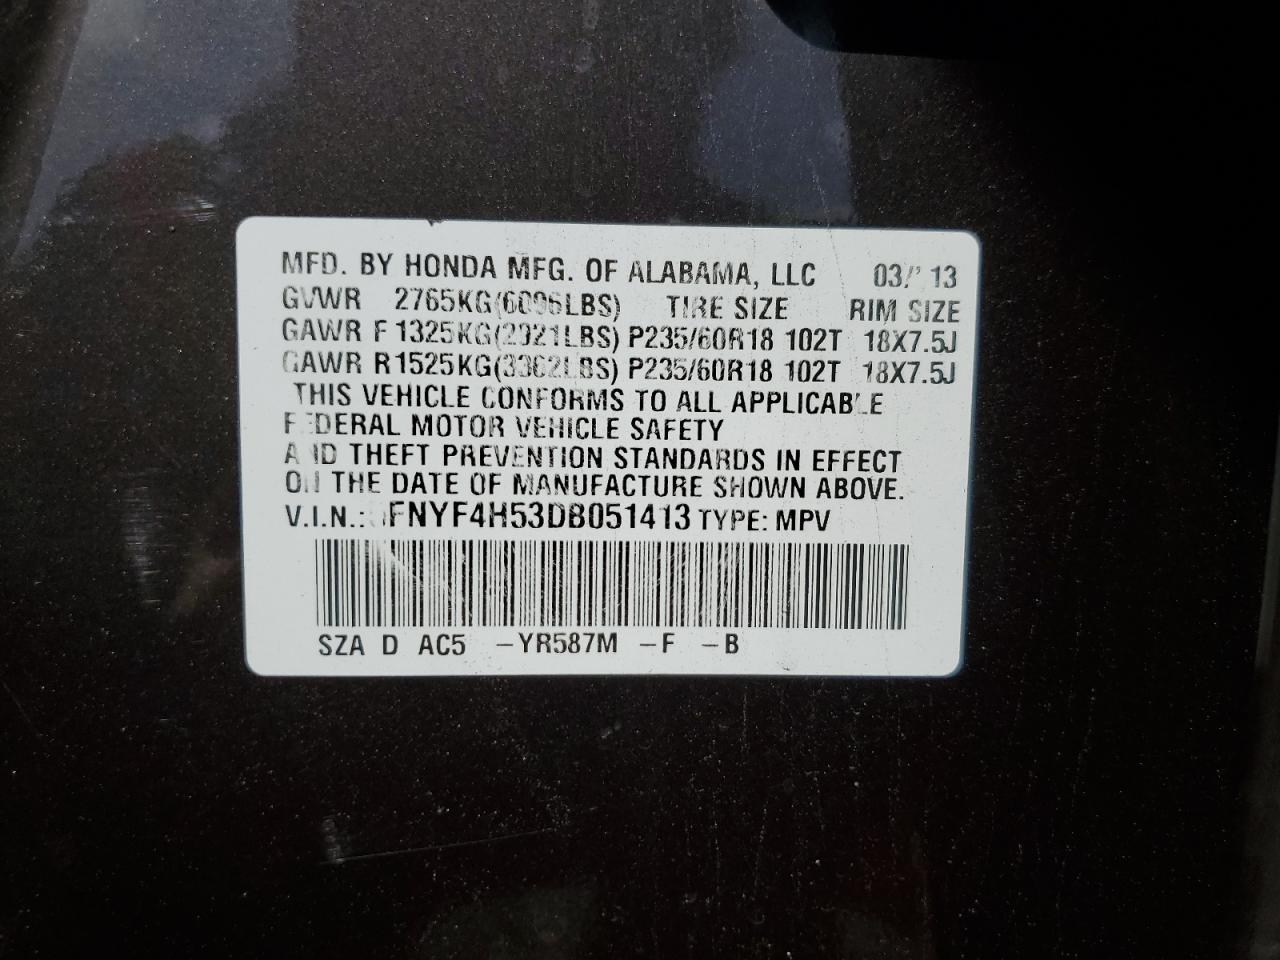 MFD. BY HONDA MFG. OF ALABAMA, LLC 03/'13
GVWR 2765KG(6096LBS) TIRE SIZE RIM SIZE
GAWR F 1325KG(2921LBS) P235/60R18 102T 18X7.5J
GAWR R1525KG(3362LBS) P235/60R18 102T 18X7.5J
THIS VEHICLE CONFORMS TO ALL APPLICABLE
FEDERAL MOTOR VEHICLE SAFETY
AND THEFT PREVENTION STANDARDS IN EFFECT
ON THE DATE OF MANUFACTURE SHOWN ABOVE.
V.I.N.: FNYF4H53DB051413 TYPE: MPV
SZA D AC5 -YR587M -F -B